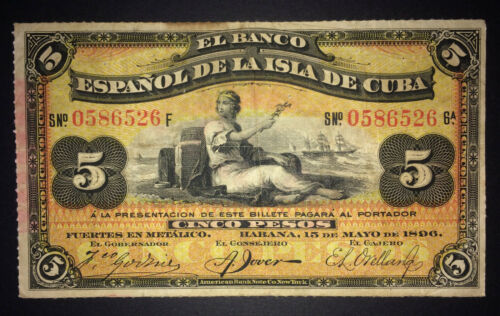 5 EL BANCO 5
ESPAÑOL DE LA ISLA DE CUBA
SNº 0586526 F SNº 0586526 6A
5 5
Á LA PRESENTACION DE ESTE BILLETE PAGARÁ AL PORTADOR
CINCO PESOS
FUERTES EN METÁLICO. HABANA, 15 DE MAYO DE 1896.
EL GOBERNADOR EL CONSEJERO EL CAJERO
5 5
American Bank Note Co. New York.